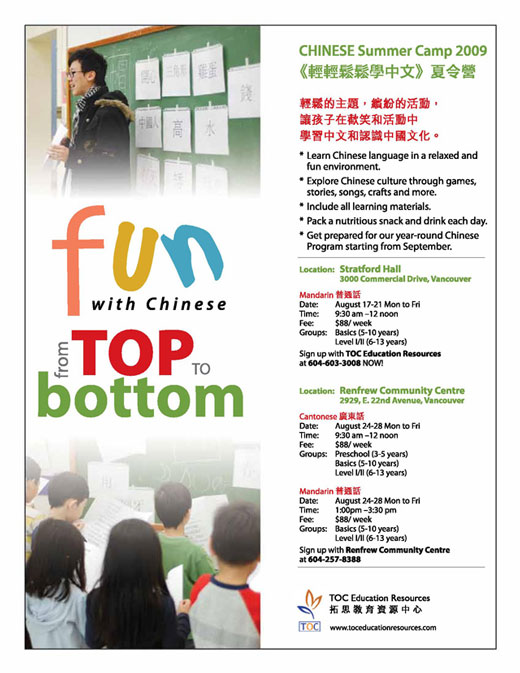 開心
三角形
雞蛋
錢
中國人
高
水
fun
with Chinese
from TOP TO
bottom
CHINESE Summer Camp 2009
《輕輕鬆鬆學中文》夏令營
輕鬆的主題，繽紛的活動，
讓孩子在歡笑和活動中
學習中文和認識中國文化。
* Learn Chinese language in a relaxed and
fun environment.
* Explore Chinese culture through games,
stories, songs, crafts and more.
* Include all learning materials.
* Pack a nutritious snack and drink each day.
* Get prepared for our year-round Chinese
Program starting from September.
Location: Stratford Hall
3000 Commercial Drive, Vancouver
Mandarin 普通話
Date: August 17-21 Mon to Fri
Time: 9:30 am –12 noon
Fee: $88/ week
Groups: Basics (5-10 years)
Level I/II (6-13 years)
Sign up with TOC Education Resources
at 604-603-3008 NOW!
Location: Renfrew Community Centre
2929, E. 22nd Avenue, Vancouver
Cantonese 廣東話
Date: August 24-28 Mon to Fri
Time: 9:30 am –12 noon
Fee: $88/ week
Groups: Preschool (3-5 years)
Basics (5-10 years)
Level I/II (6-13 years)
Mandarin 普通話
Date: August 24-28 Mon to Fri
Time: 1:00pm –3:30 pm
Fee: $88/ week
Groups: Basics (5-10 years)
Level I/II (6-13 years)
Sign up with Renfrew Community Centre
at 604-257-8388
TOC Education Resources
拓思教育資源中心
TOC www.toceducationresources.com